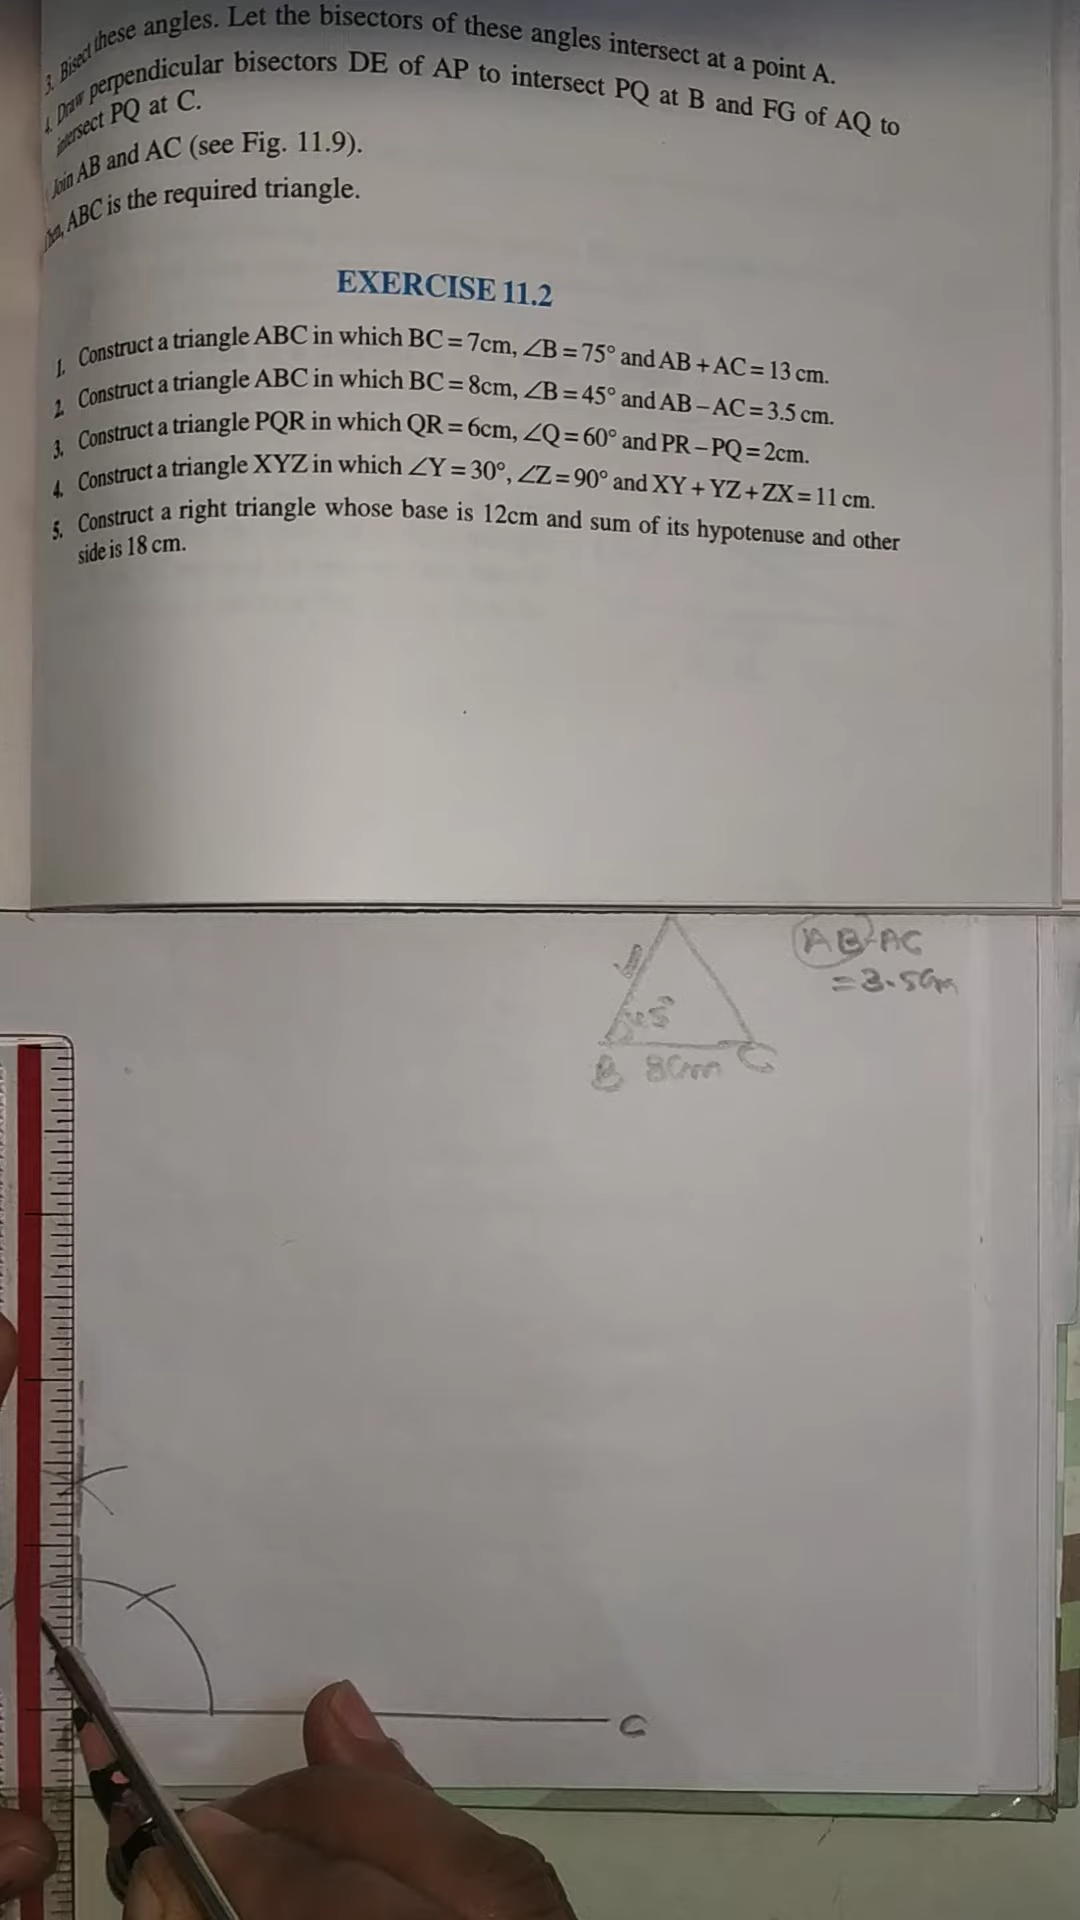 3. Bisect these angles. Let the bisectors of these angles intersect at a point A.
4. Draw perpendicular bisectors DE of AP to intersect PQ at B and FG of AQ to
intersect PQ at C.
Join AB and AC (see Fig. 11.9).
Then, ABC is the required triangle.
EXERCISE 11.2
1. Construct a triangle ABC in which BC = 7cm, ∠B = 75° and AB + AC = 13 cm.
2. Construct a triangle ABC in which BC = 8cm, ∠B = 45° and AB – AC = 3.5 cm.
3. Construct a triangle PQR in which QR = 6cm, ∠Q = 60° and PR – PQ = 2cm.
4. Construct a triangle XYZ in which ∠Y = 30°, ∠Z = 90° and XY + YZ + ZX = 11 cm.
5. Construct a right triangle whose base is 12cm and sum of its hypotenuse and other
side is 18 cm.
AB-AC
= 3.5cm
45°
B 8cm C
C